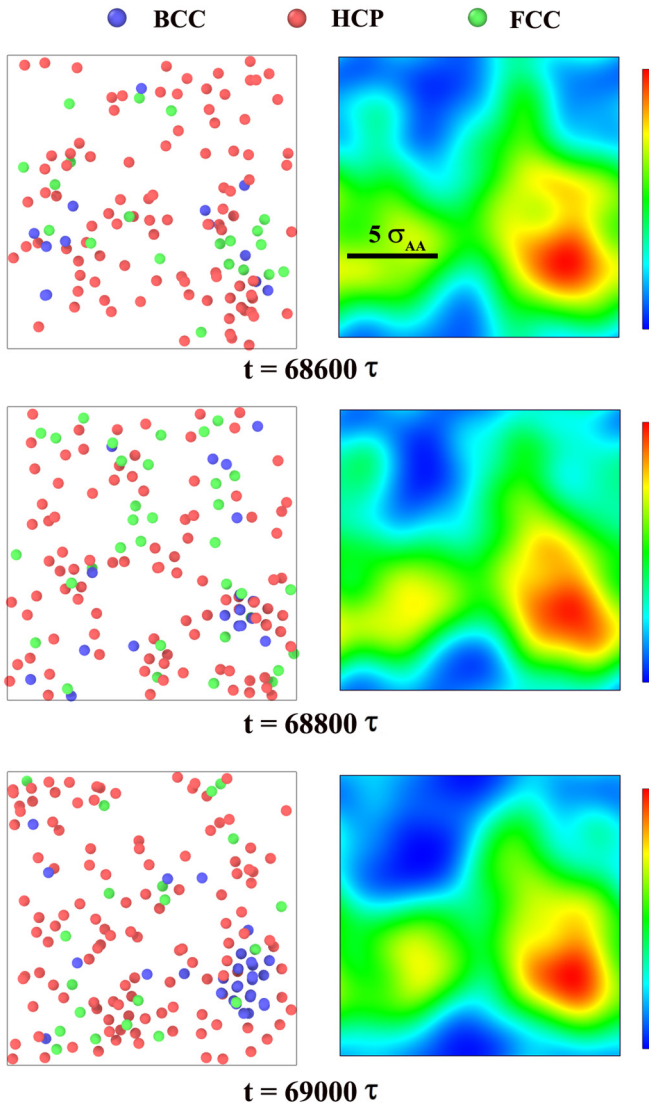 BCC HCP FCC
5 σAA
t = 68600 τ
t = 68800 τ
t = 69000 τ